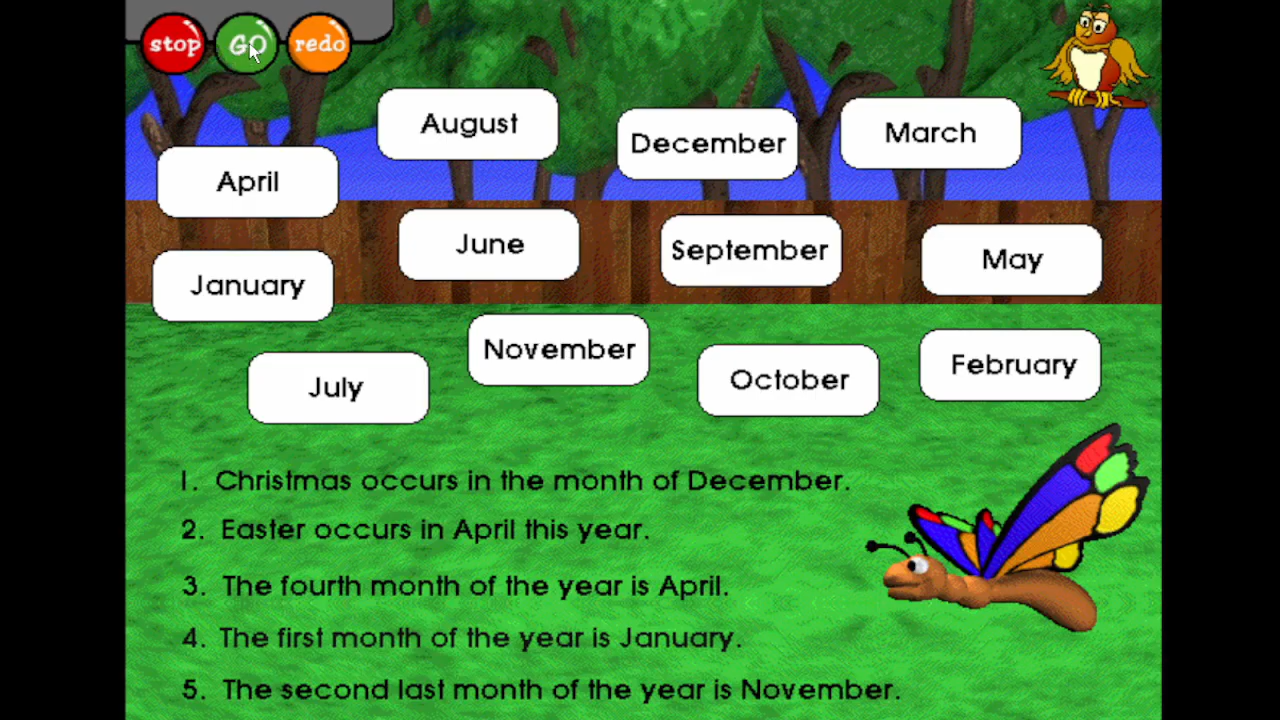 stop GO redo
August
December
March
April
June
September
May
January
November
February
July
October
1. Christmas occurs in the month of December.
2. Easter occurs in April this year.
3. The fourth month of the year is April.
4. The first month of the year is January.
5. The second last month of the year is November.